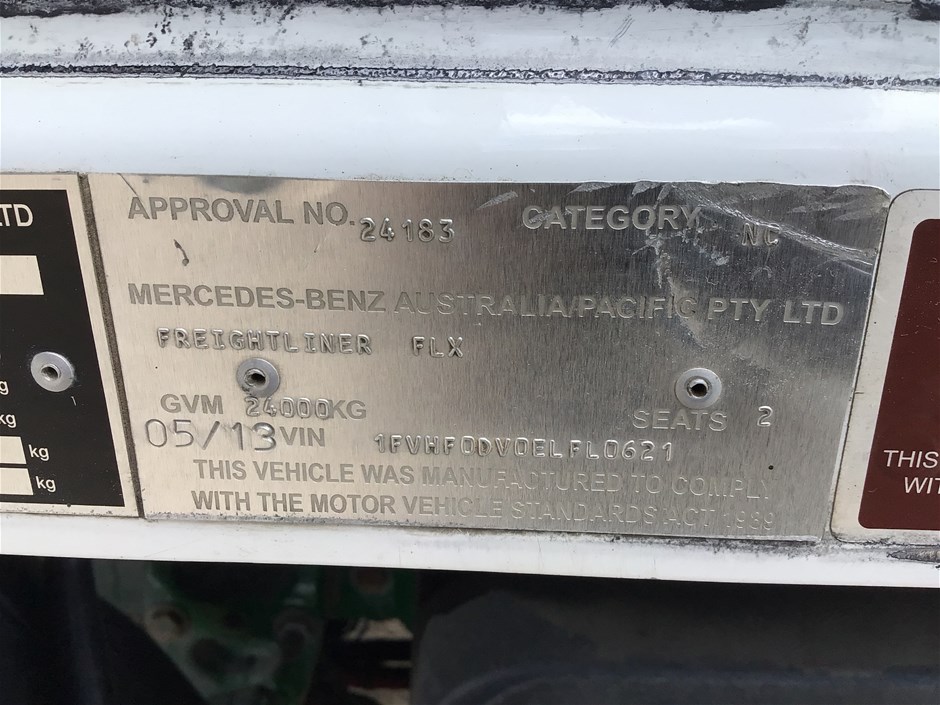 LTD
kg
kg
kg
kg
APPROVAL NO. 24183 CATEGORY NC
MERCEDES-BENZ AUSTRALIA/PACIFIC PTY LTD
FREIGHTLINER FLX
GVM 24000KG SEATS 2
05/13 VIN 1FVHF0DV0ELFL0621
THIS VEHICLE WAS MANUFACTURED TO COMPLY
WITH THE MOTOR VEHICLE STANDARDS ACT 1989
THIS